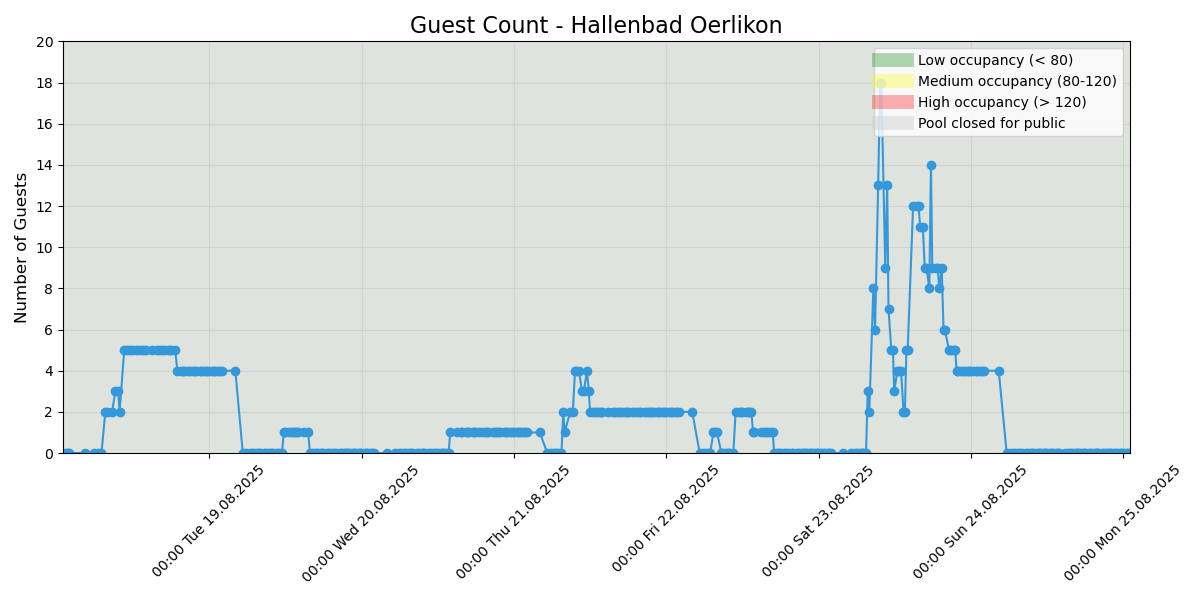 Guest Count - Hallenbad Oerlikon
Number of Guests
20
18
16
14
12
10
8
6
4
2
0
Low occupancy (< 80)
Medium occupancy (80-120)
High occupancy (> 120)
Pool closed for public
00:00 Tue 19.08.2025
00:00 Wed 20.08.2025
00:00 Thu 21.08.2025
00:00 Fri 22.08.2025
00:00 Sat 23.08.2025
00:00 Sun 24.08.2025
00:00 Mon 25.08.2025